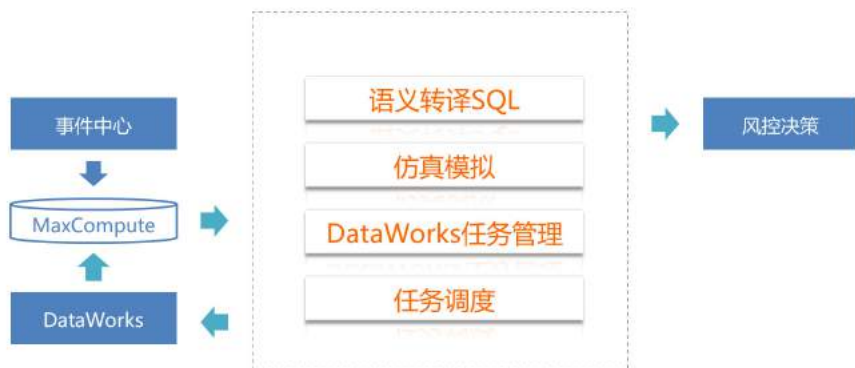 事件中心
MaxCompute
DataWorks
语义转译SQL
仿真模拟
DataWorks任务管理
任务调度
风控决策